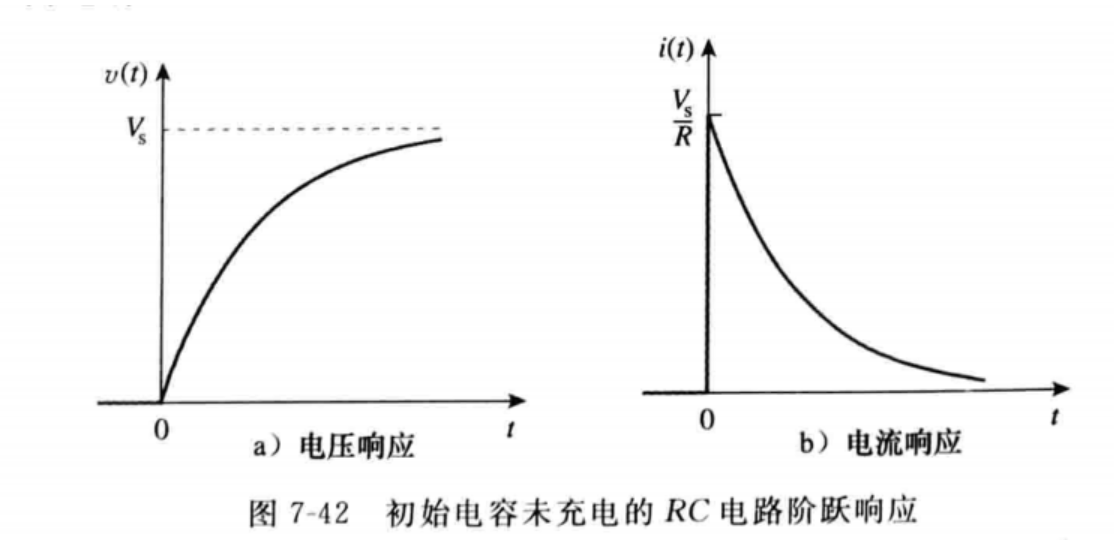 v(t)
V_s
0
t
a）电压响应
i(t)
V_s
R
0
t
b）电流响应
图 7-42 初始电容未充电的 RC 电路阶跃响应